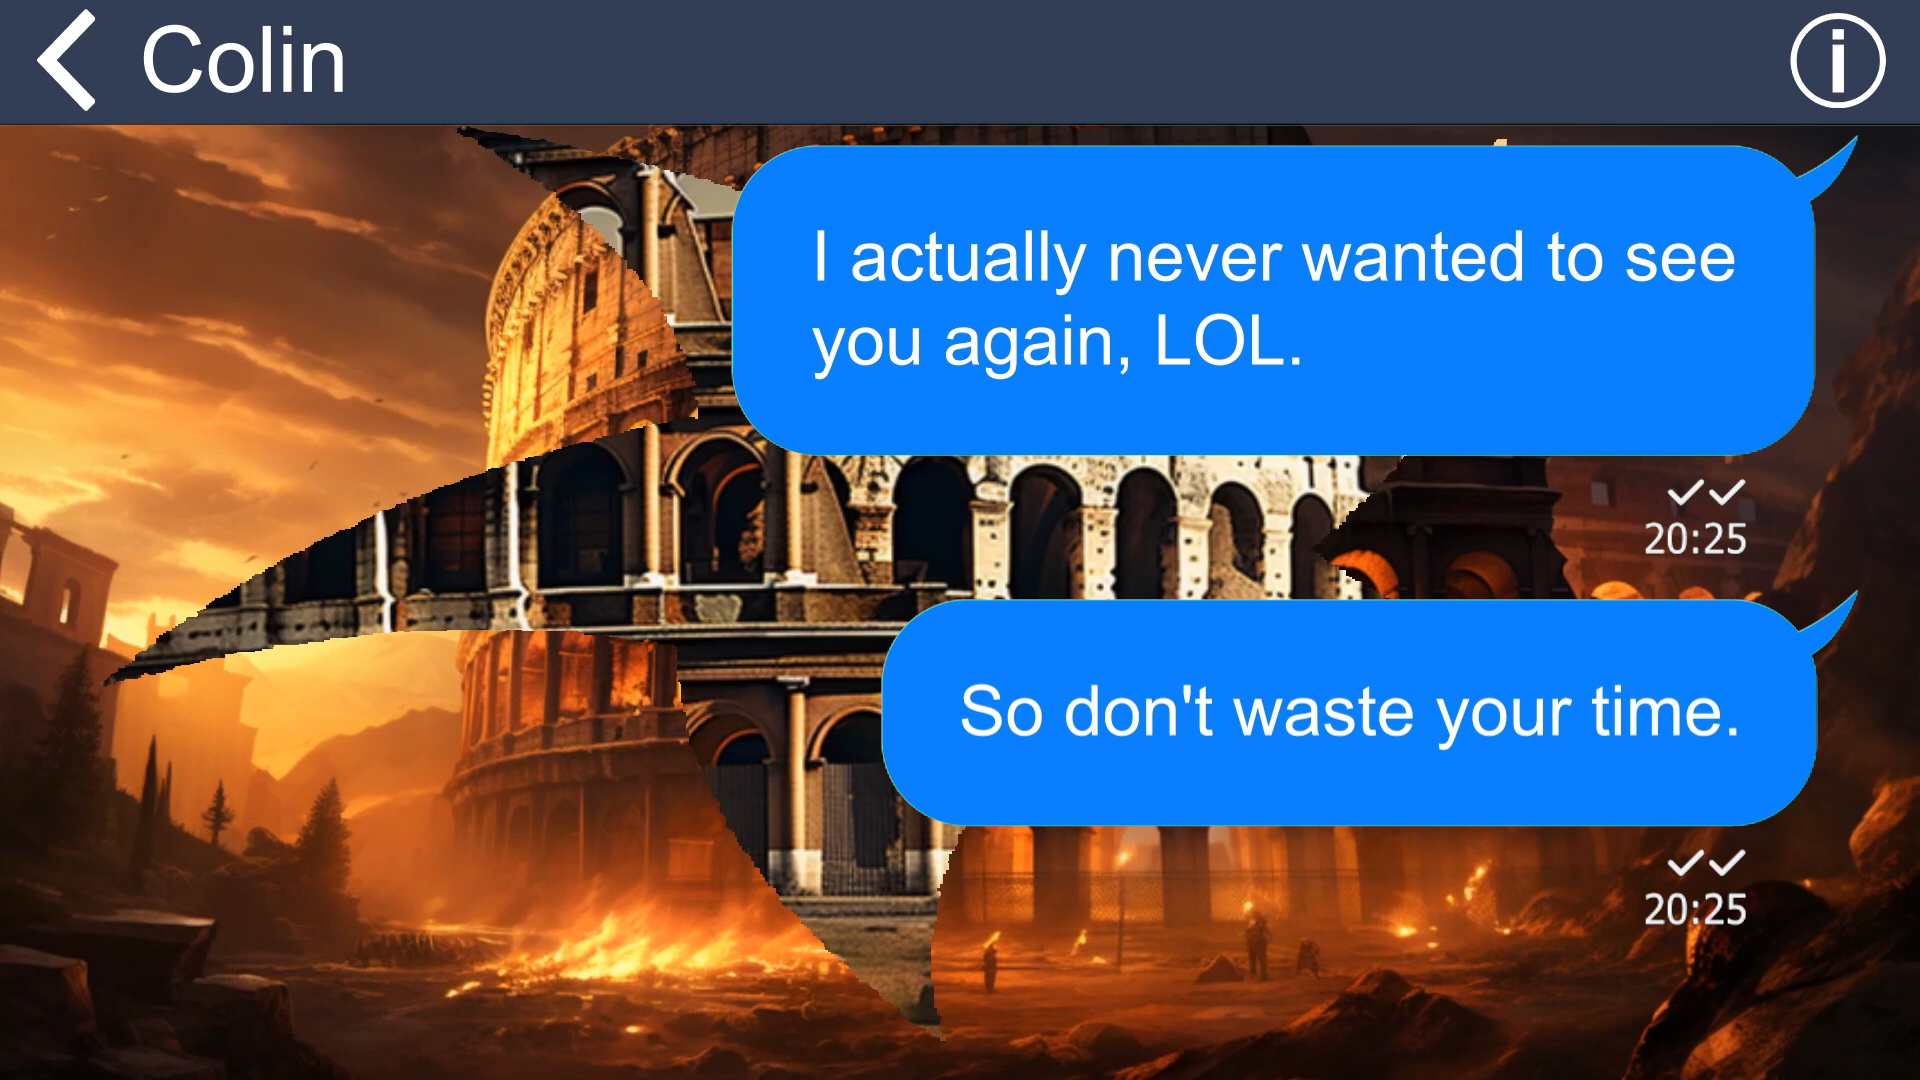 Colin
I actually never wanted to see
you again, LOL.
20:25
So don't waste your time.
20:25